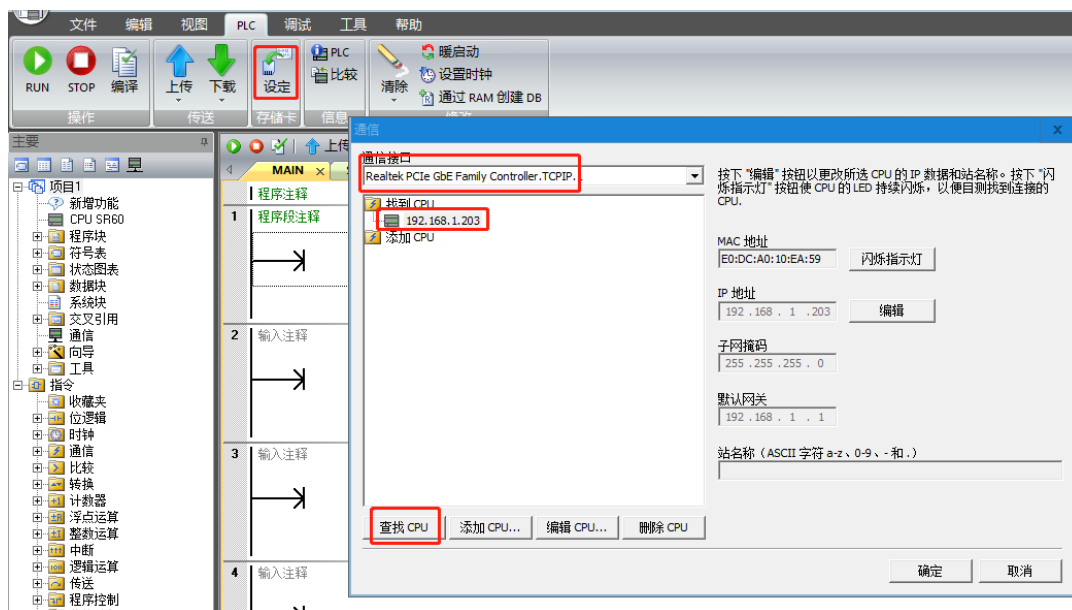 文件 编辑 视图 PLC 调试 工具 帮助
RUN STOP 编译 上传 下载 设定 PLC 比较 清除 暖启动 设置时钟 通过 RAM 创建 DB
操作 传送 存储卡 信息
主要
上传
项目1
新增功能
CPU SR60
程序块
符号表
状态图表
数据块
系统块
交叉引用
通信
向导
工具
指令
收藏夹
位逻辑
时钟
通信
比较
转换
计数器
浮点运算
整数运算
中断
逻辑运算
传送
程序控制
MAIN
程序注释
1 程序段注释
2 输入注释
3 输入注释
4 输入注释
通信
x
通信接口
Realtek PCIe GbE Family Controller.TCPIP.
找到 CPU
192.168.1.203
添加 CPU
查找 CPU 添加 CPU... 编辑 CPU... 删除 CPU
按下 "编辑" 按钮以更改所选 CPU 的 IP 数据和站名称。按下 "闪
烁指示灯" 按钮使 CPU 的 LED 持续闪烁，以便目测找到连接的
CPU.
MAC 地址
E0:DC:A0:10:EA:59 闪烁指示灯
IP 地址
192 .168 . 1 .203 编辑
子网掩码
255 .255 .255 . 0
默认网关
192 .168 . 1 . 1
站名称（ASCII 字符 a-z、0-9、- 和 .）
确定 取消